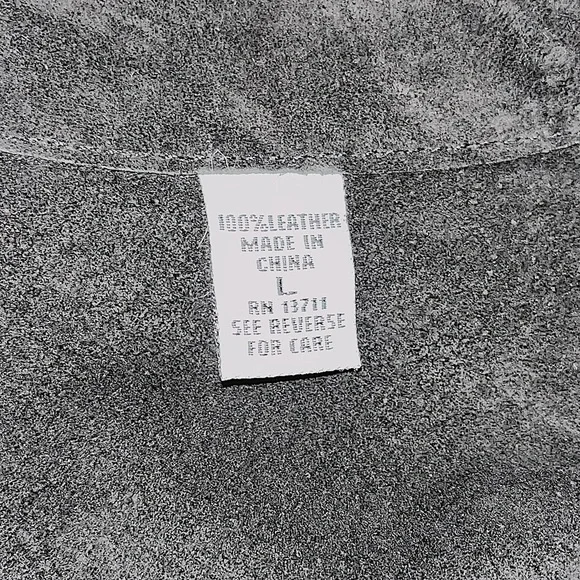 100%LEATHER
MADE IN
CHINA
L
RN 13711
SEE REVERSE
FOR CARE